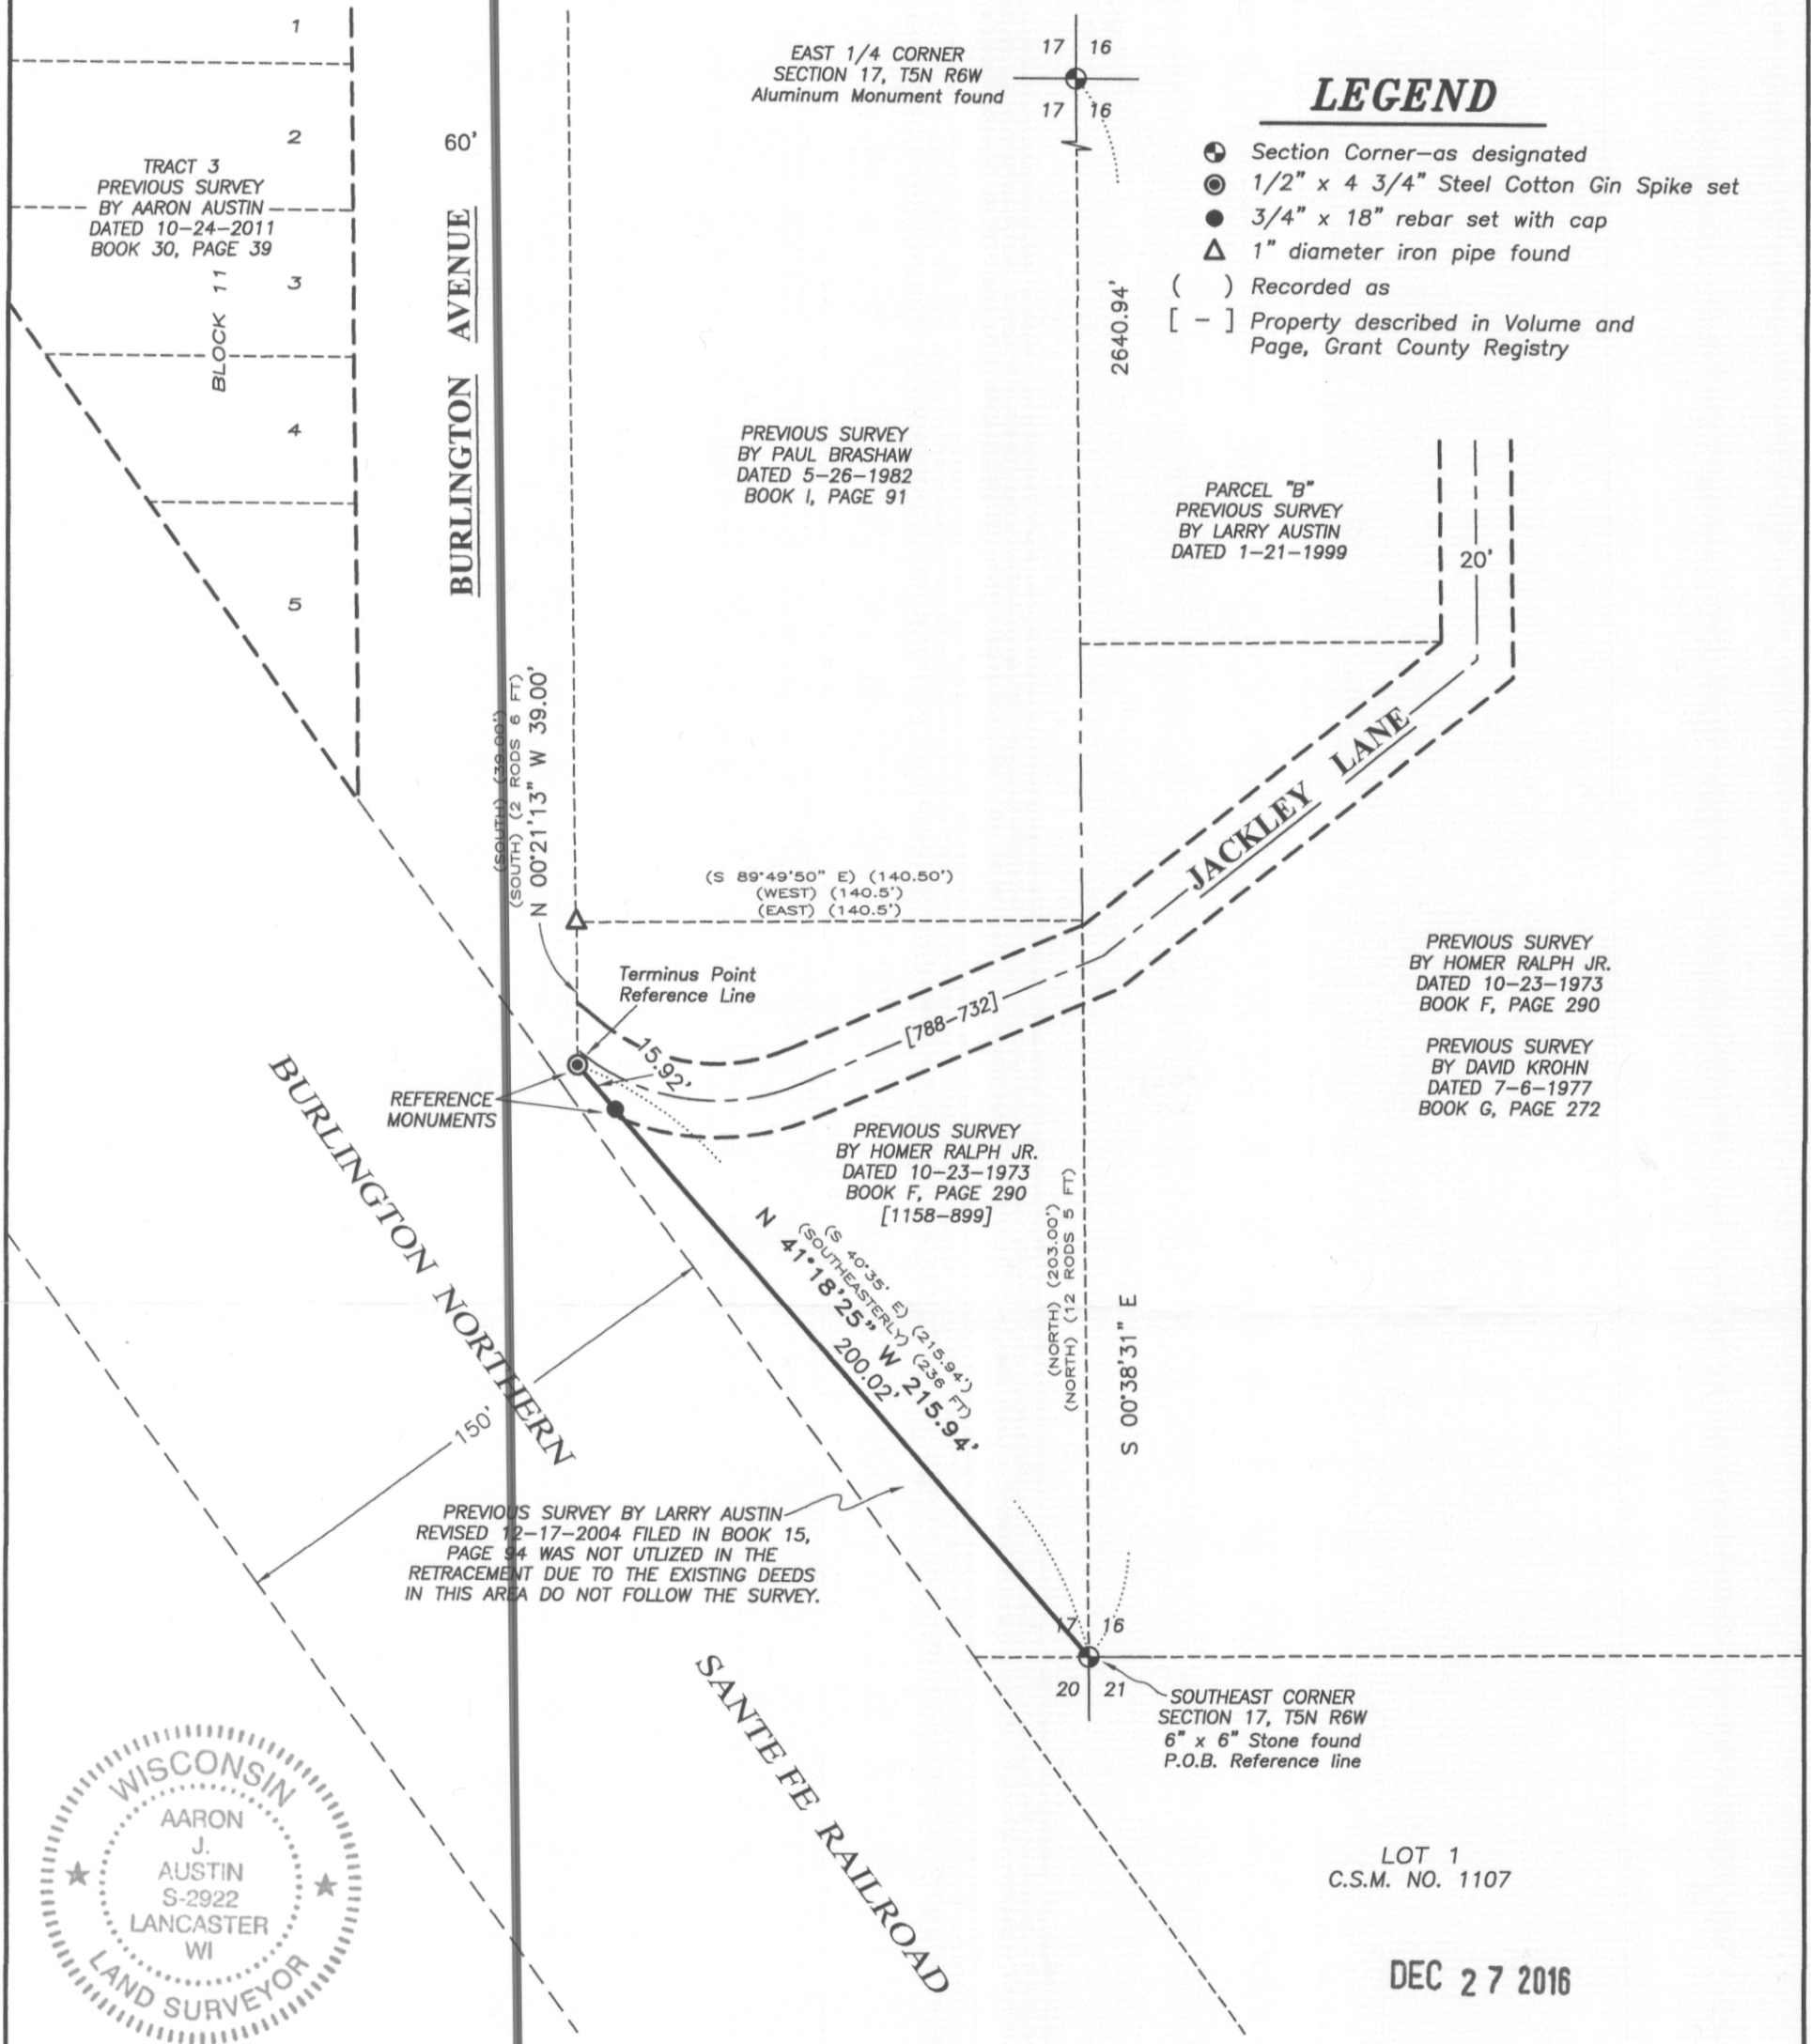 1
2
3
4
5
TRACT 3
PREVIOUS SURVEY
BY AARON AUSTIN
DATED 10-24-2011
BOOK 30, PAGE 39
BLOCK 11
60'
BURLINGTON AVENUE
EAST 1/4 CORNER
SECTION 17, T5N R6W
Aluminum Monument found
17 16
17 16
LEGEND
Section Corner-as designated
1/2" x 4 3/4" Steel Cotton Gin Spike set
3/4" x 18" rebar set with cap
1" diameter iron pipe found
( ) Recorded as
[ - ] Property described in Volume and
Page, Grant County Registry
2640.94'
PREVIOUS SURVEY
BY PAUL BRASHAW
DATED 5-26-1982
BOOK I, PAGE 91
PARCEL "B"
PREVIOUS SURVEY
BY LARRY AUSTIN
DATED 1-21-1999
20'
JACKLEY LANE
(SOUTH) (39.00')
(SOUTH) (2 RODS 6 FT)
N 00°21'13" W 39.00'
(S 89°49'50" E) (140.50')
(WEST) (140.5')
(EAST) (140.5')
Terminus Point
Reference Line
15.92'
[788-732]
REFERENCE
MONUMENTS
PREVIOUS SURVEY
BY HOMER RALPH JR.
DATED 10-23-1973
BOOK F, PAGE 290
PREVIOUS SURVEY
BY DAVID KROHN
DATED 7-6-1977
BOOK G, PAGE 272
PREVIOUS SURVEY
BY HOMER RALPH JR.
DATED 10-23-1973
BOOK F, PAGE 290
[1158-899]
(S 40°35' E) (215.94')
(SOUTHEASTERLY) (236 FT)
N 41°18'25" W 215.94'
200.02'
(NORTH) (203.00')
(NORTH) (12 RODS 5 FT)
S 00°38'31" E
BURLINGTON NORTHERN
150'
PREVIOUS SURVEY BY LARRY AUSTIN
REVISED 12-17-2004 FILED IN BOOK 15,
PAGE 94 WAS NOT UTLIZED IN THE
RETRACEMENT DUE TO THE EXISTING DEEDS
IN THIS AREA DO NOT FOLLOW THE SURVEY.
17 16
20 21
SOUTHEAST CORNER
SECTION 17, T5N R6W
6" x 6" Stone found
P.O.B. Reference line
SANTE FE RAILROAD
LOT 1
C.S.M. NO. 1107
WISCONSIN
AARON
J.
AUSTIN
S-2922
LANCASTER
WI
LAND SURVEYOR
DEC 27 2016